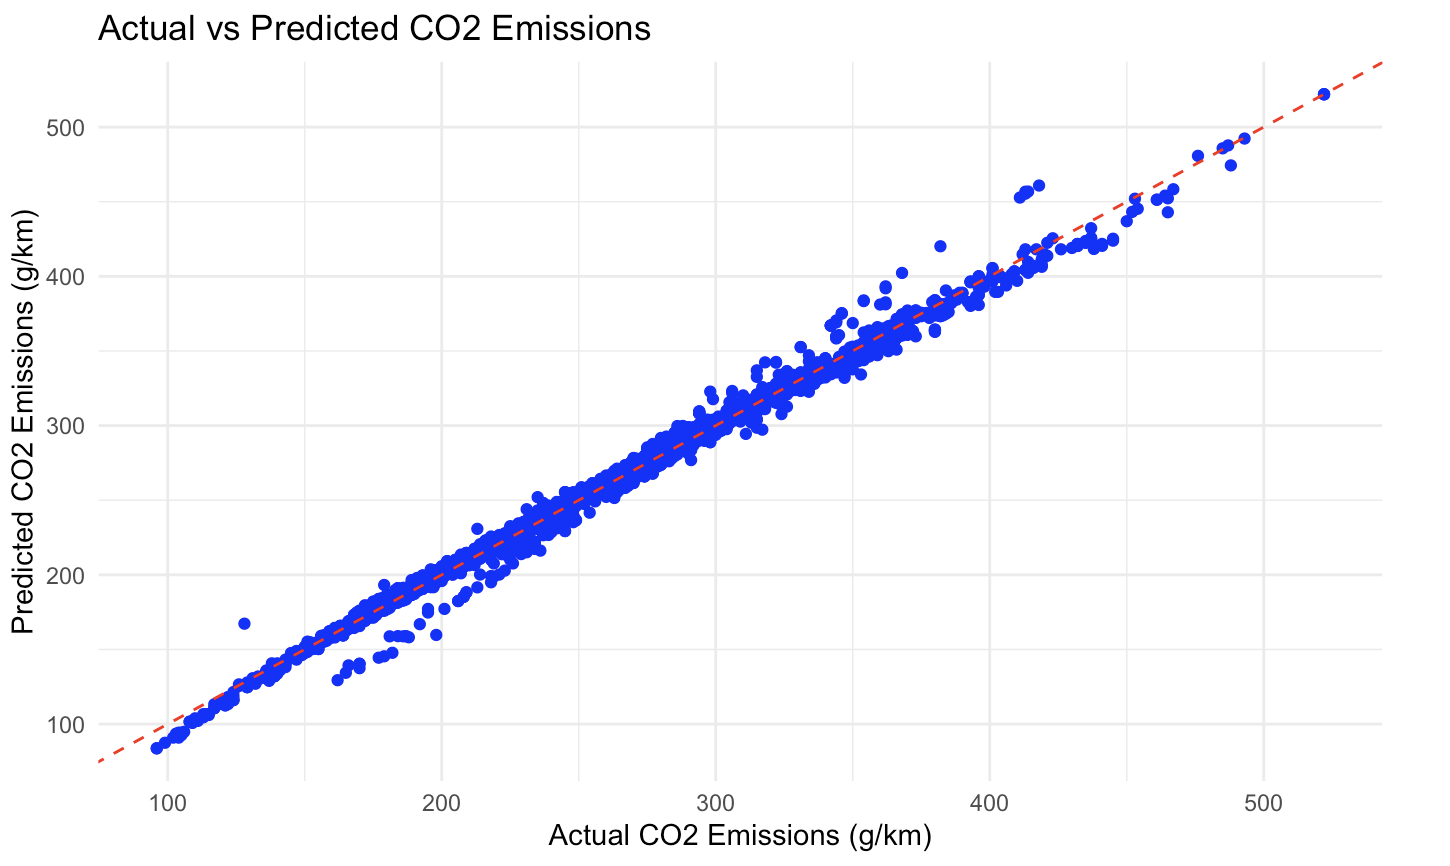 Actual vs Predicted CO2 Emissions
Predicted CO2 Emissions (g/km)
500
400
300
200
100
100 200 300 400 500
Actual CO2 Emissions (g/km)